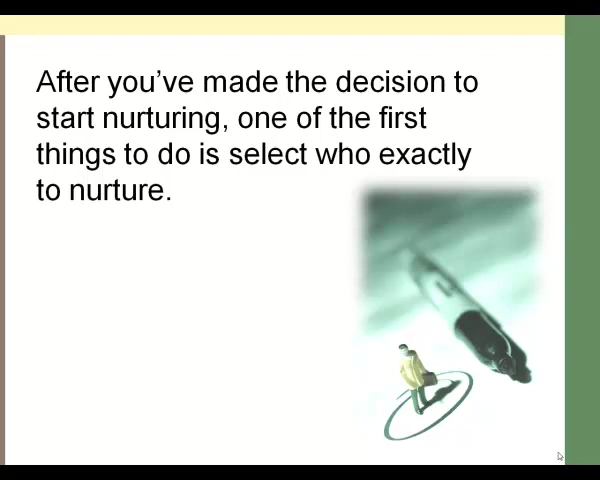 After you’ve made the decision to
start nurturing, one of the first
things to do is select who exactly
to nurture.